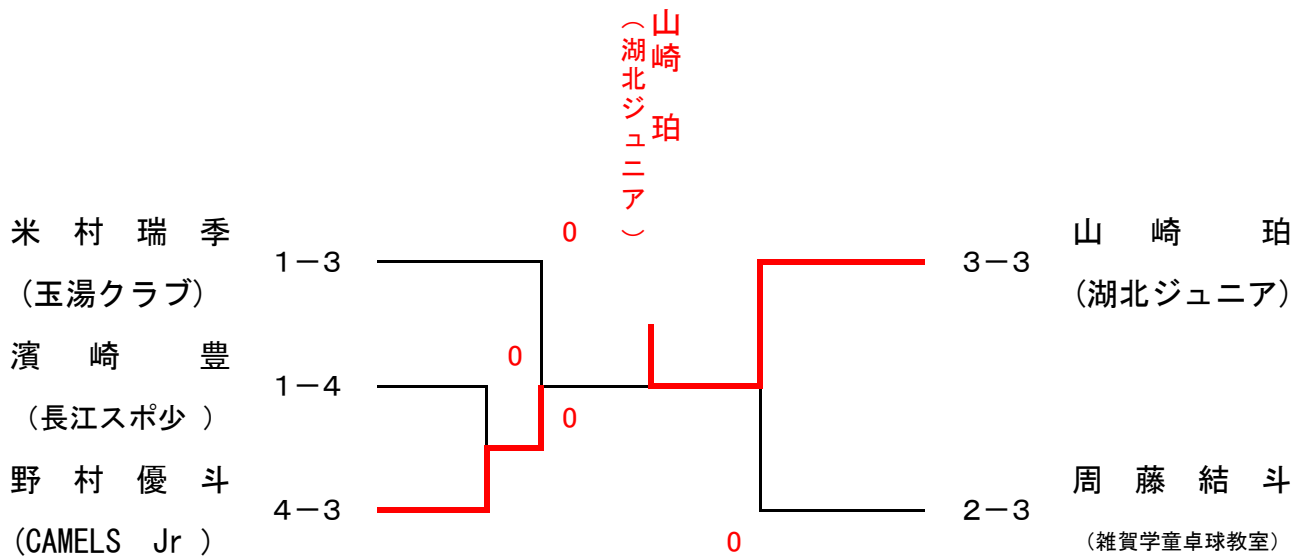 山崎　珀
（湖北ジュニア）
米村瑞季
1－3
(玉湯クラブ)
濱崎豊
1－4
（長江スポ少 ）
野村優斗
4－3
(CAMELS Jr )
0
0
0
0
山崎珀
3－3
(湖北ジュニア)
周藤結斗
2－3
（雑賀学童卓球教室）